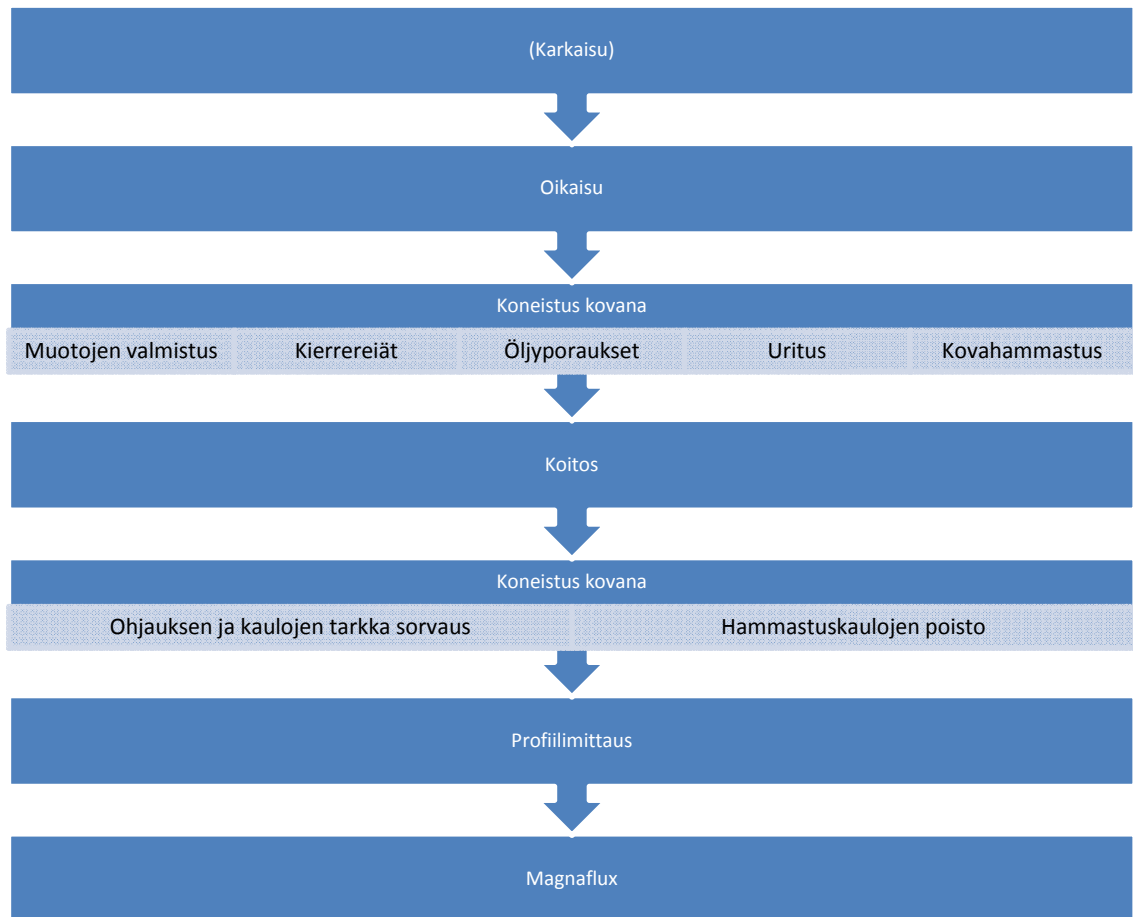 (Karkaisu)
Oikaisu
Koneistus kovana
Muotojen valmistus Kierrereiät Öljyporaukset Uritus Kovahammastus
Koitos
Koneistus kovana
Ohjauksen ja kaulojen tarkka sorvaus Hammastuskaulojen poisto
Profiilimittaus
Magnaflux